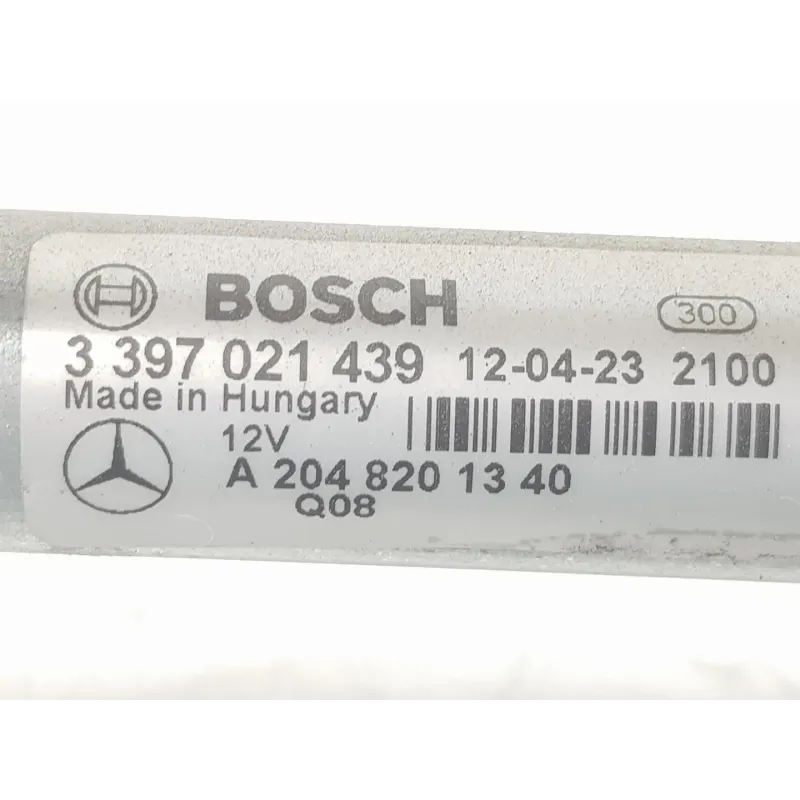 BOSCH 300
3 397 021 439 12-04-23 2100
Made in Hungary
12V
A 204 820 13 40
Q08